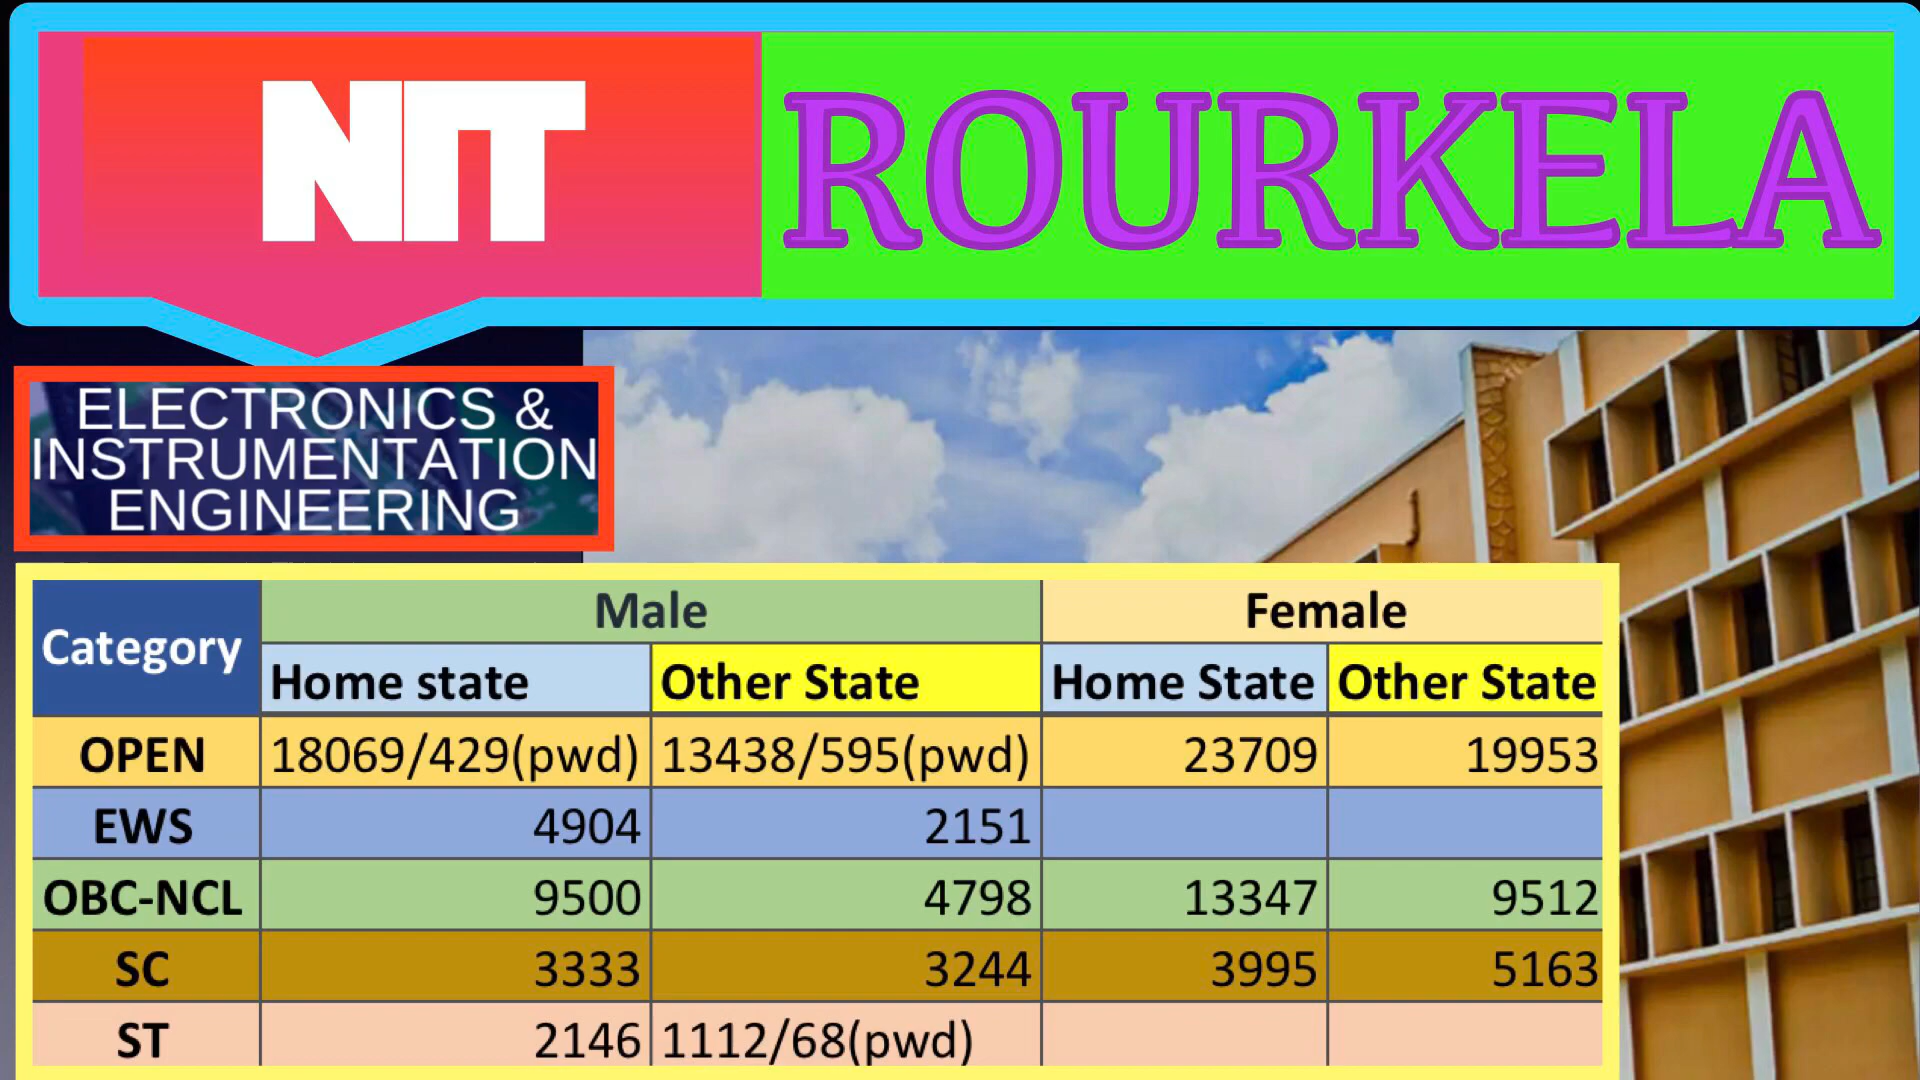 NIT ROURKELA
ELECTRONICS &
INSTRUMENTATION
ENGINEERING
Category Male Female
Home state Other State Home State Other State
OPEN 18069/429(pwd) 13438/595(pwd) 23709 19953
EWS 4904 2151
OBC-NCL 9500 4798 13347 9512
SC 3333 3244 3995 5163
ST 2146 1112/68(pwd)